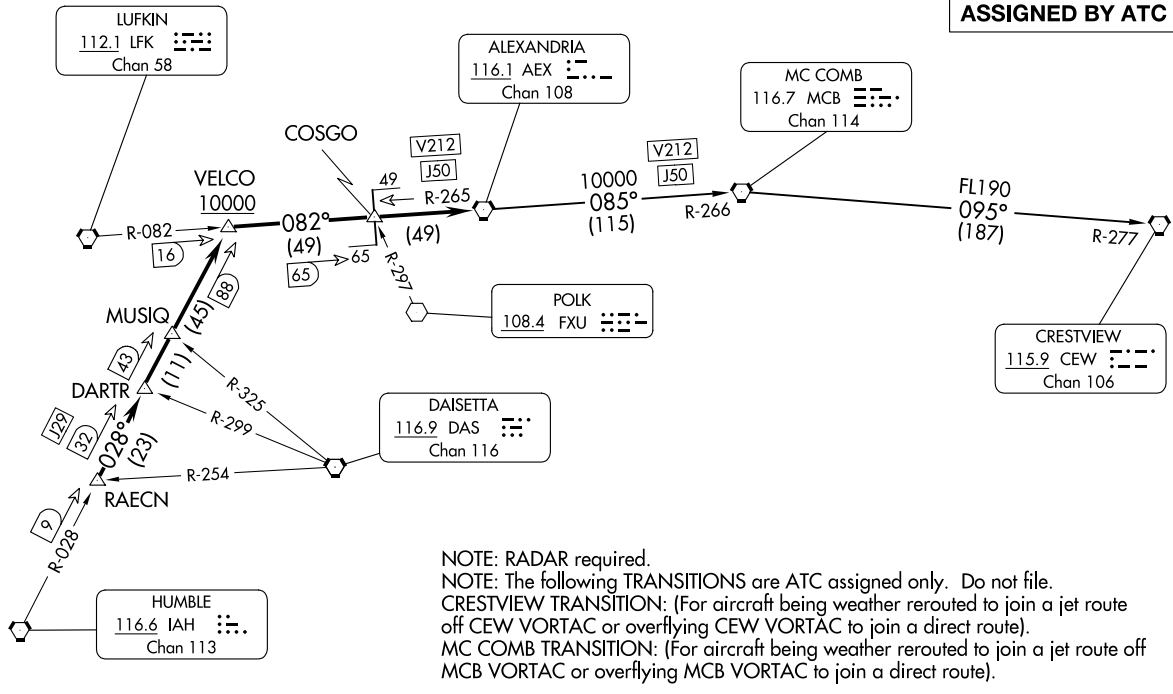 ASSIGNED BY ATC
LUFKIN
112.1 LFK
Chan 58
ALEXANDRIA
116.1 AEX
Chan 108
MC COMB
116.7 MCB
Chan 114
COSGO
V212
J50
V212
J50
VELCO
10000
49
R-265
10000
085°
(115)
R-266
FL190
095°
(187)
R-277
R-082
16
082°
(49)
(49)
65
65
R-297
88
POLK
108.4 FXU
MUSIQ
(45)
CRESTVIEW
115.9 CEW
Chan 106
43
(11)
DARTR
R-325
R-299
DAISETTA
116.9 DAS
Chan 116
J29
32
028°
(23)
R-254
RAECN
9
R-028
HUMBLE
116.6 IAH
Chan 113
NOTE: RADAR required.
NOTE: The following TRANSITIONS are ATC assigned only. Do not file.
CRESTVIEW TRANSITION: (For aircraft being weather rerouted to join a jet route
off CEW VORTAC or overflying CEW VORTAC to join a direct route).
MC COMB TRANSITION: (For aircraft being weather rerouted to join a jet route off
MCB VORTAC or overflying MCB VORTAC to join a direct route).